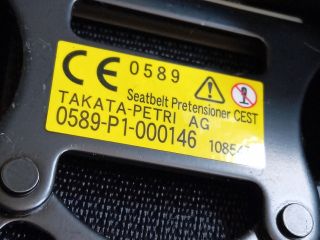 CE 0589
Seatbelt Pretensioner CEST
TAKATA-PETRI AG
0589-P1-000146